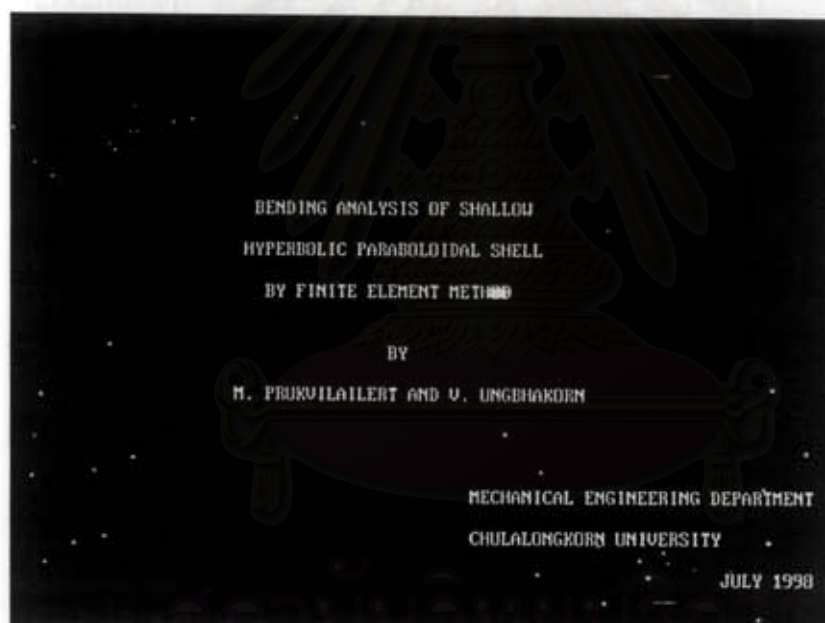 BENDING ANALYSIS OF SHALLOW
HYPERBOLIC PARABOLOIDAL SHELL
BY FINITE ELEMENT METHOD
BY
M. PRUKVILAILERT AND V. UNGBHAKORN
MECHANICAL ENGINEERING DEPARTMENT
CHULALONGKORN UNIVERSITY
JULY 1998